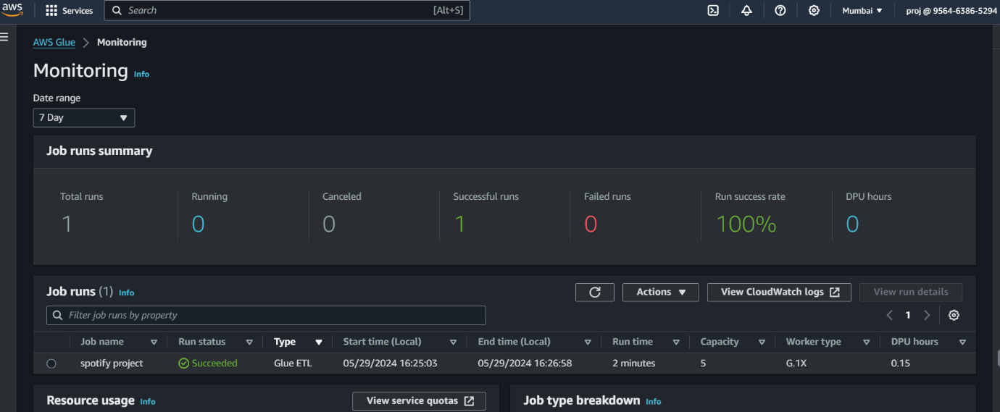 aws Services Search [Alt+S] Mumbai proj @ 9564-6386-5294
AWS Glue Monitoring
Monitoring Info
Date range
7 Day
Job runs summary
Total runs Running Canceled Successful runs Failed runs Run success rate DPU hours
1 0 0 1 0 100% 0
Job runs (1) Info Actions View CloudWatch logs View run details
Filter job runs by property 1
Job name Run status Type Start time (Local) End time (Local) Run time Capacity Worker type DPU hours
spotify project Succeeded Glue ETL 05/29/2024 16:25:03 05/29/2024 16:26:58 2 minutes 5 G.1X 0.15
Resource usage Info View service quotas Job type breakdown Info